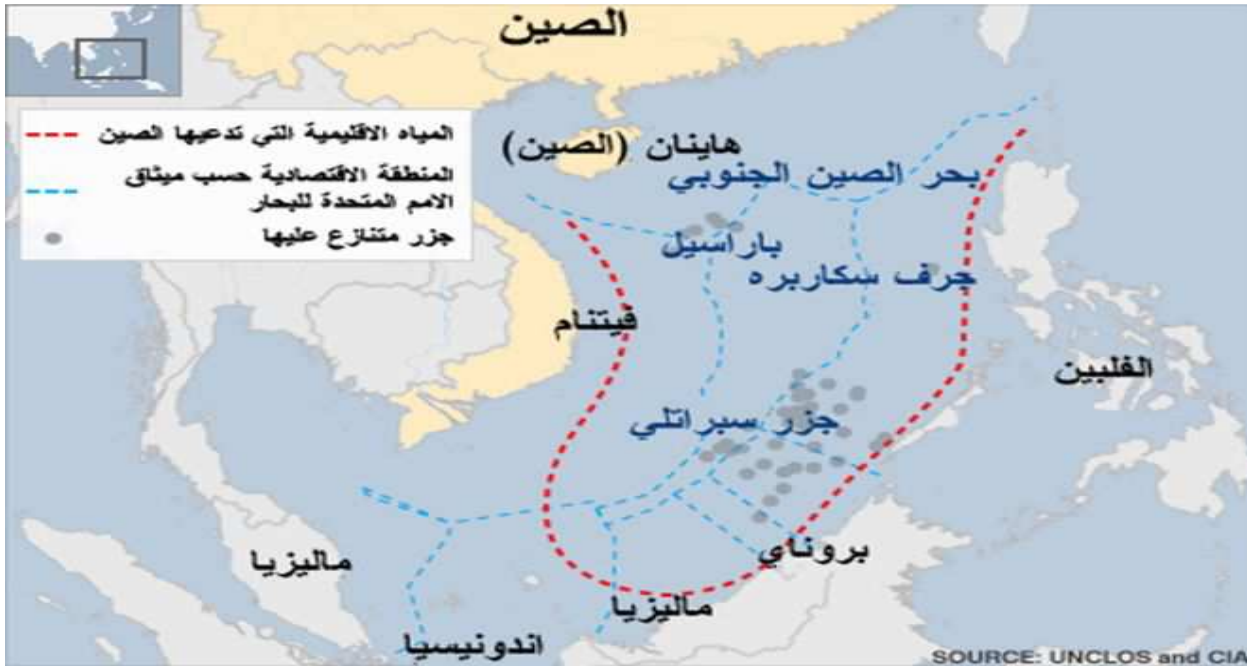 الصين
المياه الاقليمية التي تدعيها الصين
المنطقة الاقتصادية حسب ميثاق
الامم المتحدة للبحار
جزر متنازع عليها
هاينان (الصين)
بحر الصين الجنوبي
باراسيل
جرف سكاربره
فيتنام
الفلبين
جزر سبراتلي
بروناي
ماليزيا
ماليزيا
اندونيسيا
SOURCE: UNCLOS and CIA